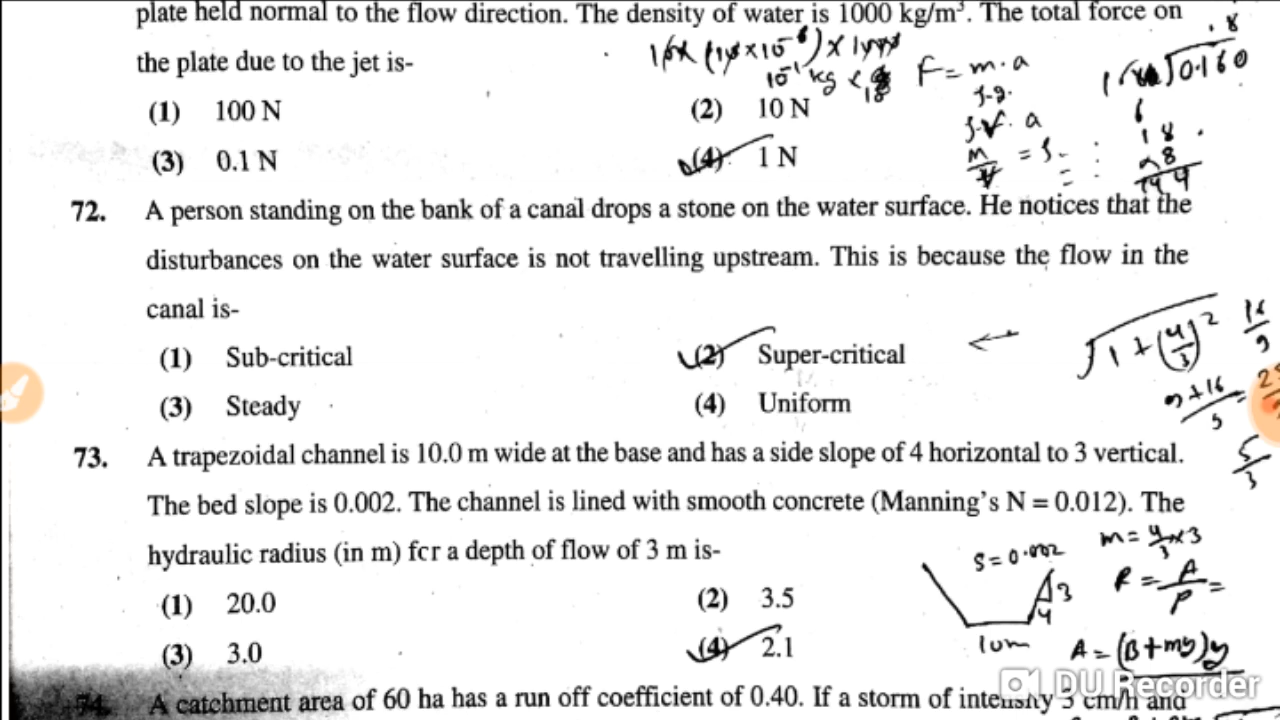 plate held normal to the flow direction. The density of water is 1000 kg/m³. The total force on
the plate due to the jet is-
F = m.a
(1) 100 N (2) 10 N
(3) 0.1 N (4) 1 N
72. A person standing on the bank of a canal drops a stone on the water surface. He notices that the
disturbances on the water surface is not travelling upstream. This is because the flow in the
canal is-
(1) Sub-critical (2) Super-critical
(3) Steady (4) Uniform
73. A trapezoidal channel is 10.0 m wide at the base and has a side slope of 4 horizontal to 3 vertical.
The bed slope is 0.002. The channel is lined with smooth concrete (Manning's N = 0.012). The
hydraulic radius (in m) fcr a depth of flow of 3 m is-
S=0.002 m = 4/3 x 3
R = A/P =
(1) 20.0 (2) 3.5
(3) 3.0 (4) 2.1
10m A = (B+my)y
DU Recorder
74. A catchment area of 60 ha has a run off coefficient of 0.40. If a storm of intensity 3 cm/h and